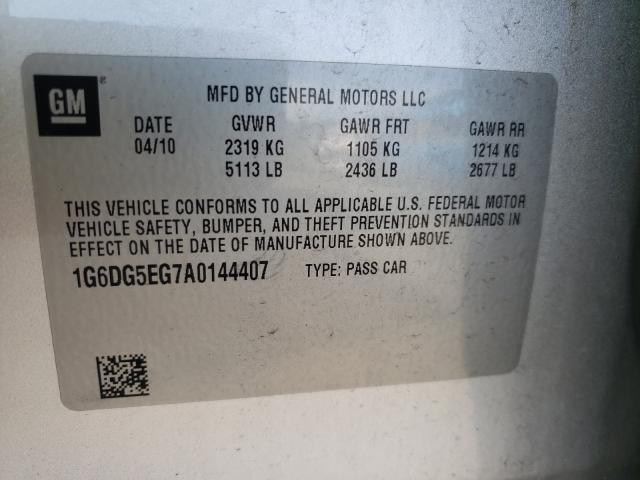 GM ®
MFD BY GENERAL MOTORS LLC
DATE GVWR GAWR FRT GAWR RR
04/10 2319 KG 1105 KG 1214 KG
5113 LB 2436 LB 2677 LB
THIS VEHICLE CONFORMS TO ALL APPLICABLE U.S. FEDERAL MOTOR
VEHICLE SAFETY, BUMPER, AND THEFT PREVENTION STANDARDS IN
EFFECT ON THE DATE OF MANUFACTURE SHOWN ABOVE.
1G6DG5EG7A0144407 TYPE: PASS CAR